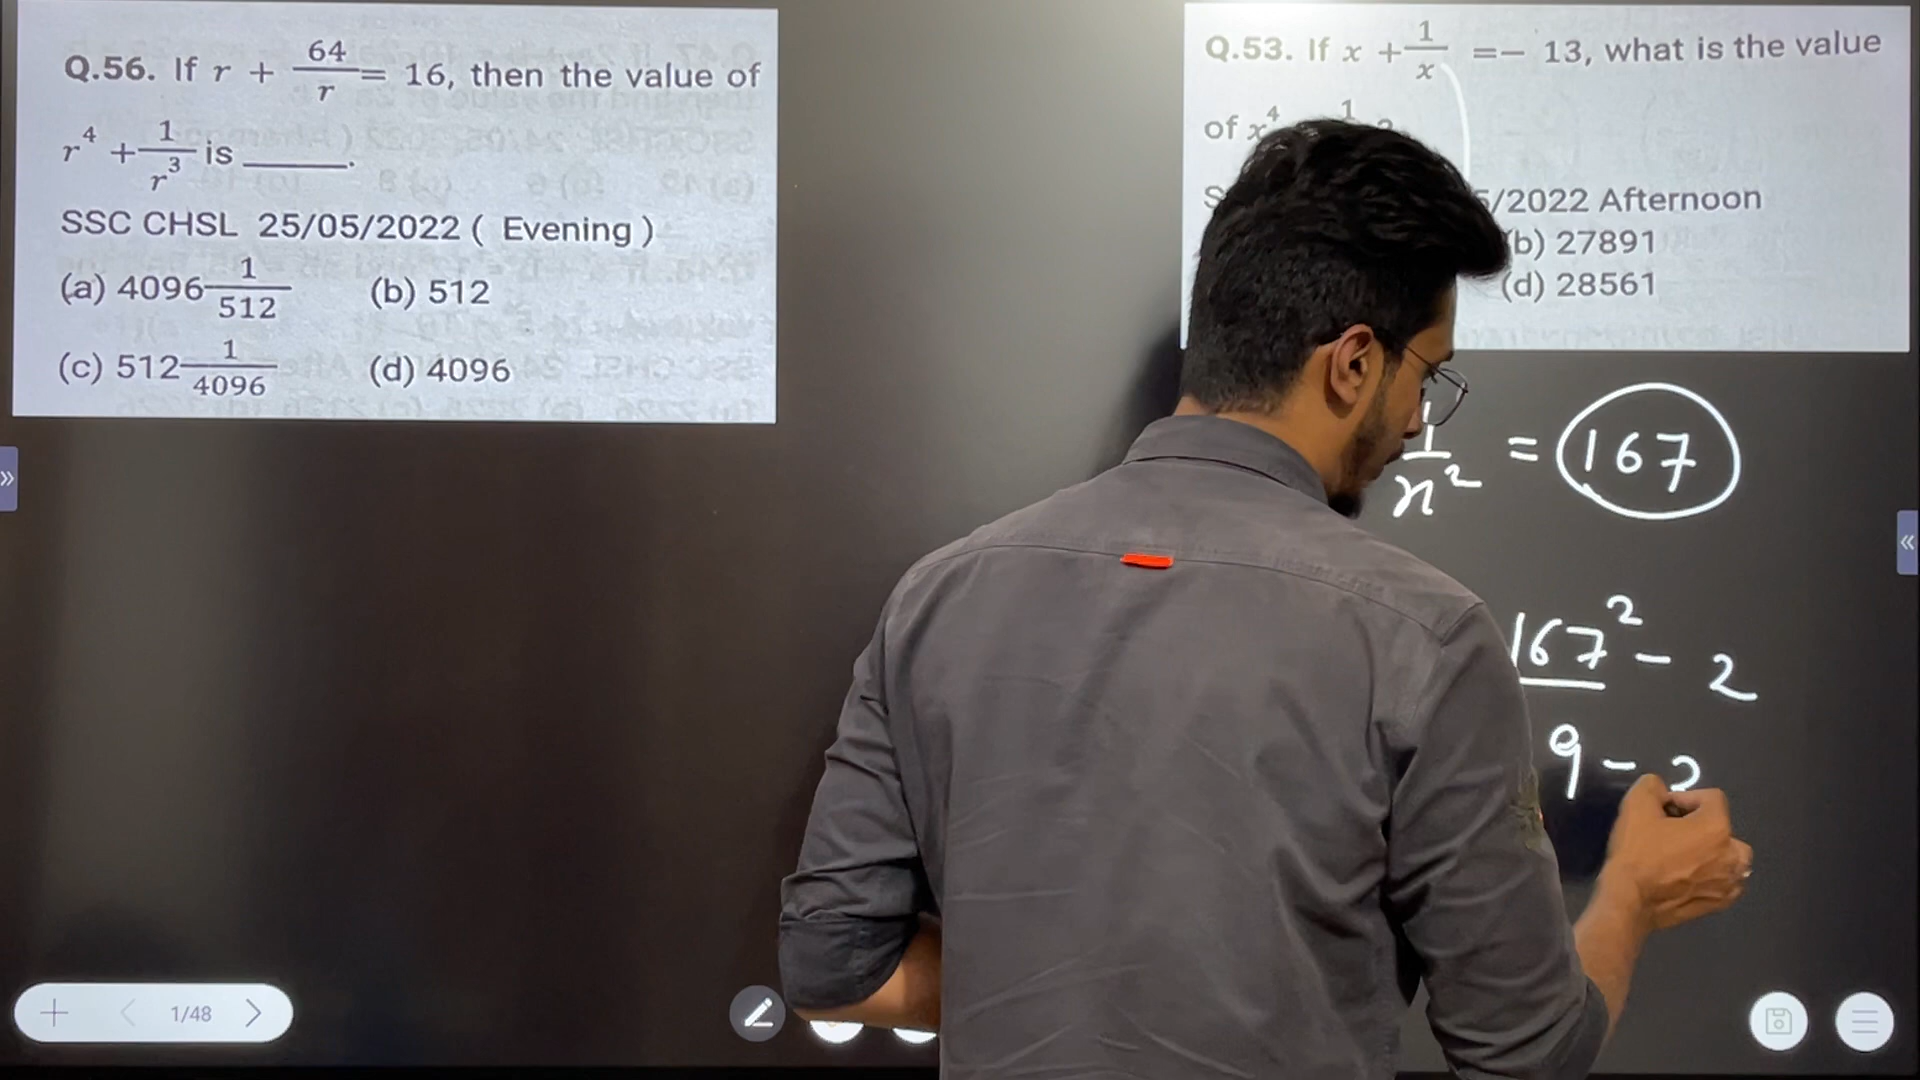 Q.56. If r + 64/r = 16, then the value of
r⁴ + 1/r³ is ______.
SSC CHSL 25/05/2022 ( Evening )
(a) 4096 1/512 (b) 512
(c) 512 1/4096 (d) 4096
Q.53. If x + 1/x = − 13, what is the value
of x⁴ 1
/2022 Afternoon
(b) 27891
(d) 28561
1/x² = 167
167² − 2
9 − 2
1/48